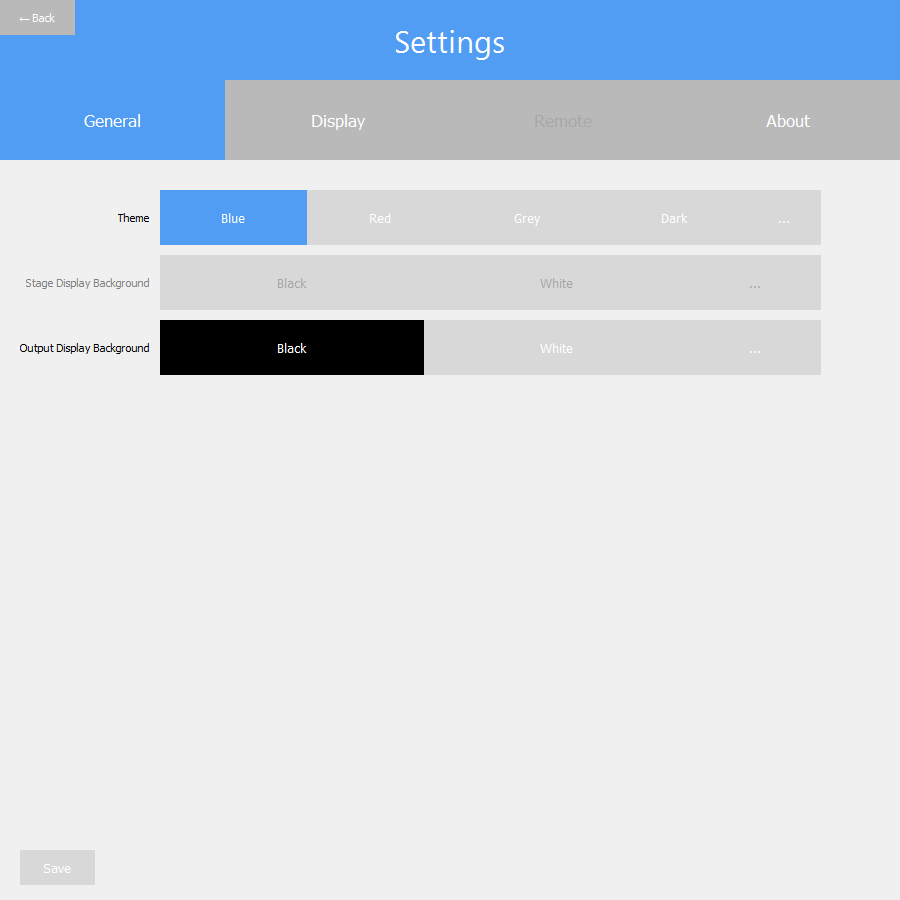 ←Back
Settings
General Display Remote About
Theme Blue Red Grey Dark ...
Stage Display Background Black White ...
Output Display Background Black White ...
Save